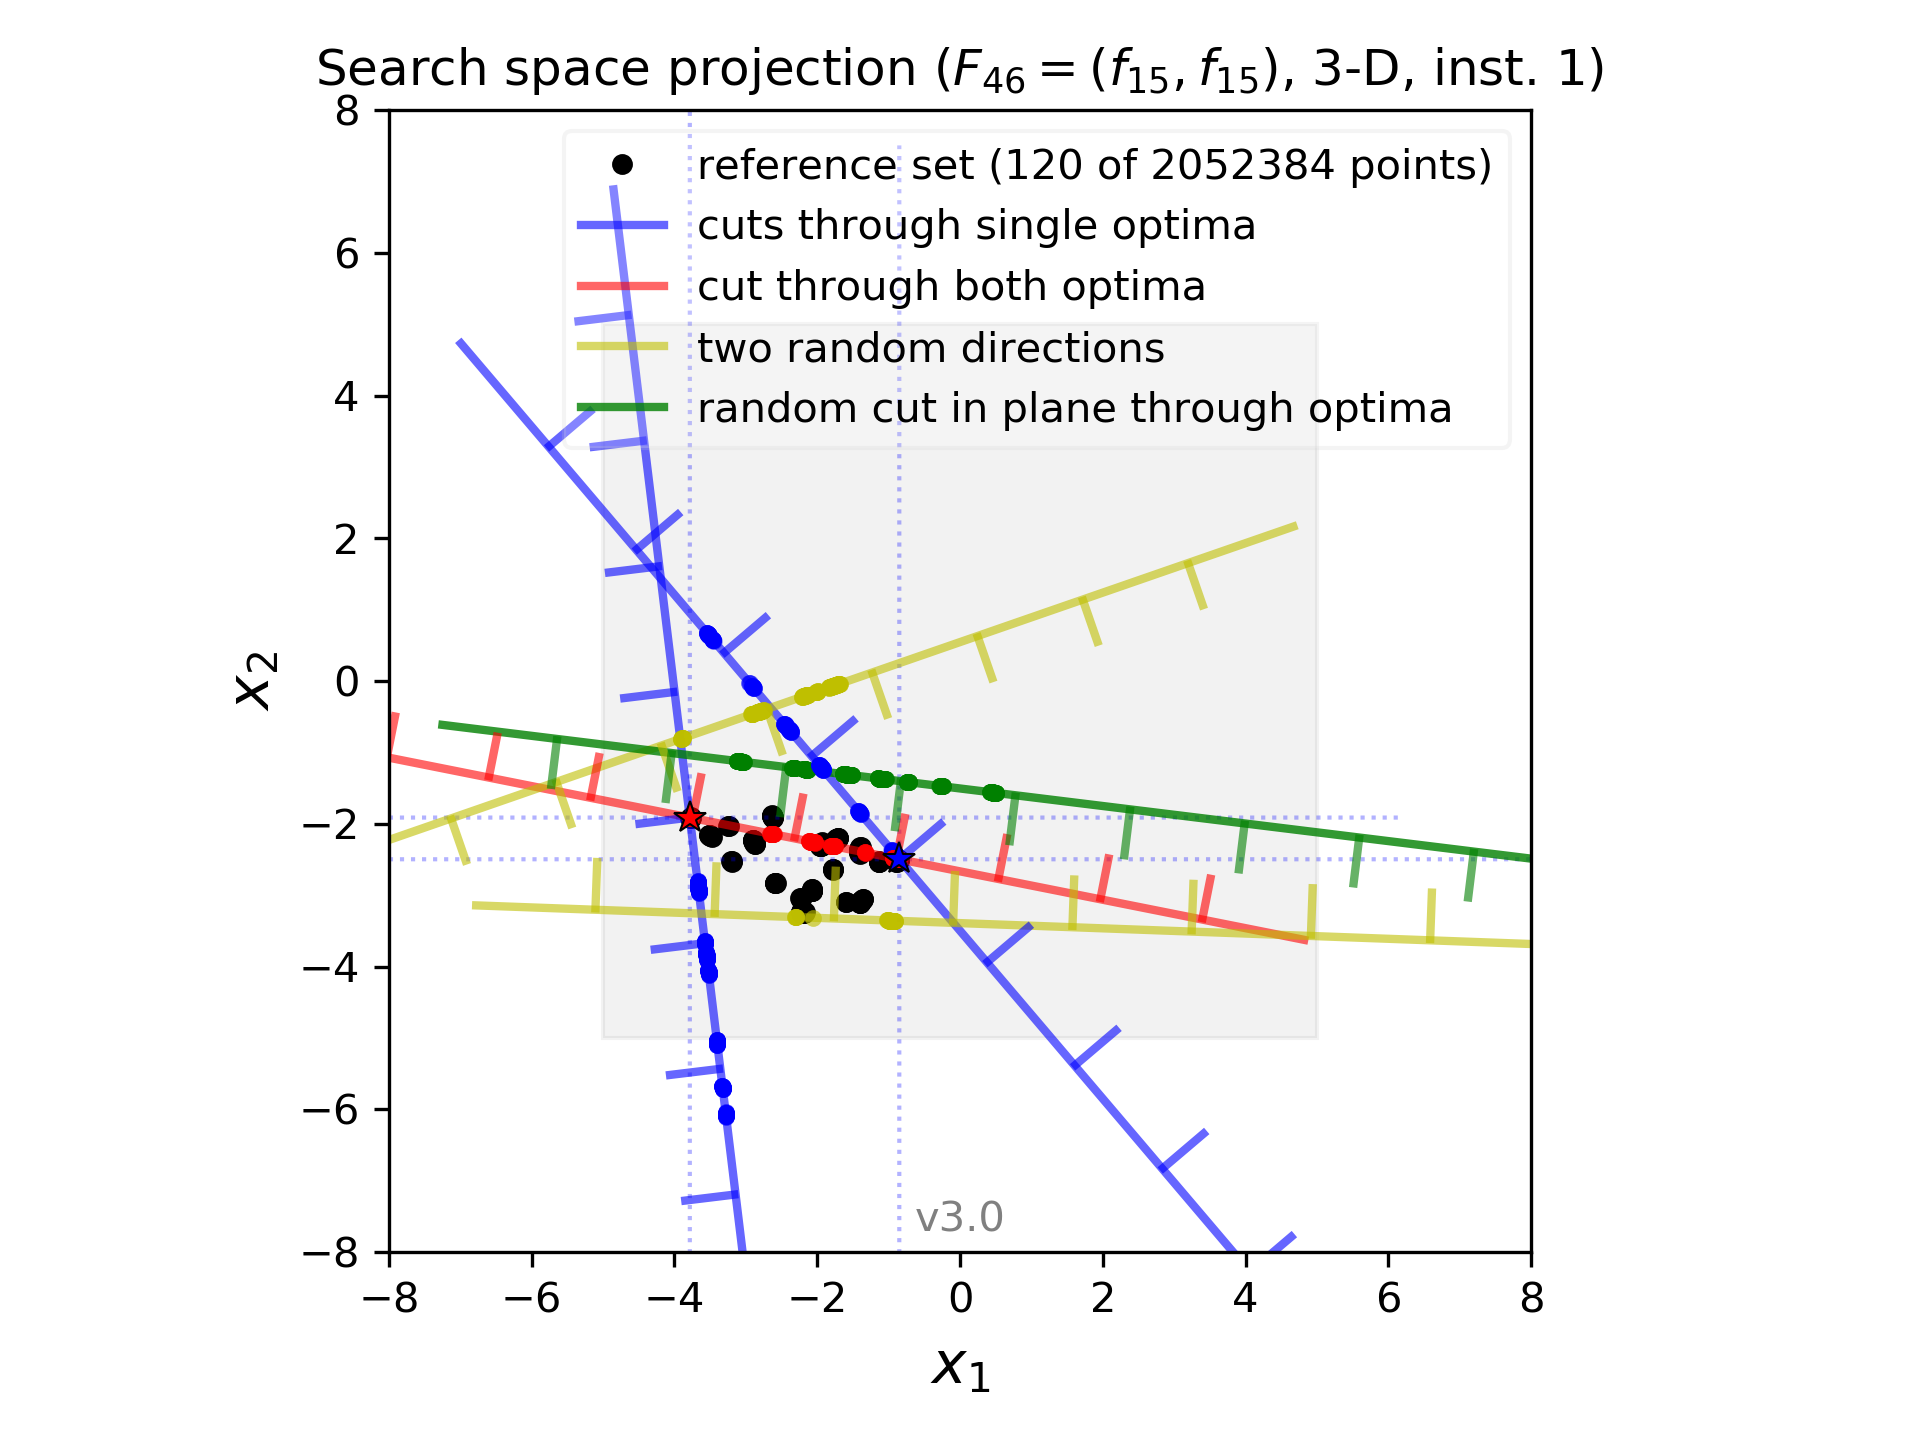 Search space projection (F46 = (f15, f15), 3-D, inst. 1)
reference set (120 of 2052384 points)
cuts through single optima
cut through both optima
two random directions
random cut in plane through optima
8
6
4
2
0
−2
−4
−6
−8
x2
v3.0
−8 −6 −4 −2 0 2 4 6 8
x1